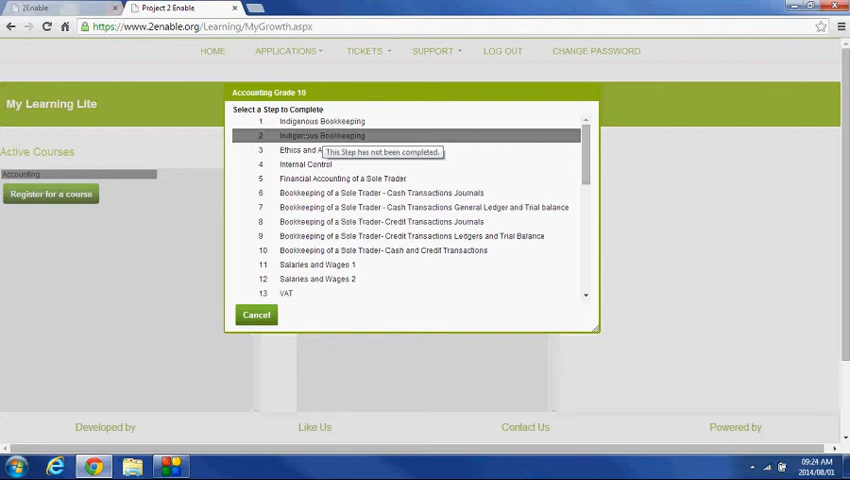 2Enable
Project 2 Enable
https://www.2enable.org/Learning/MyGrowth.aspx
HOME APPLICATIONS TICKETS SUPPORT LOG OUT CHANGE PASSWORD
My Learning Lite
Active Courses
Accounting
Register for a course
Accounting Grade 10
Select a Step to Complete
1 Indigenous Bookkeeping
2 Indigenous Bookkeeping
3 Ethics and A
This Step has not been completed.
4 Internal Control
5 Financial Accounting of a Sole Trader
6 Bookkeeping of a Sole Trader - Cash Transactions Journals
7 Bookkeeping of a Sole Trader - Cash Transactions General Ledger and Trial balance
8 Bookkeeping of a Sole Trader- Credit Transactions Journals
9 Bookkeeping of a Sole Trader- Credit Transactions Ledgers and Trial Balance
10 Bookkeeping of a Sole Trader- Cash and Credit Transactions
11 Salaries and Wages 1
12 Salaries and Wages 2
13 VAT
Cancel
Developed by Like Us Contact Us Powered by
09:24 AM
2014/08/01